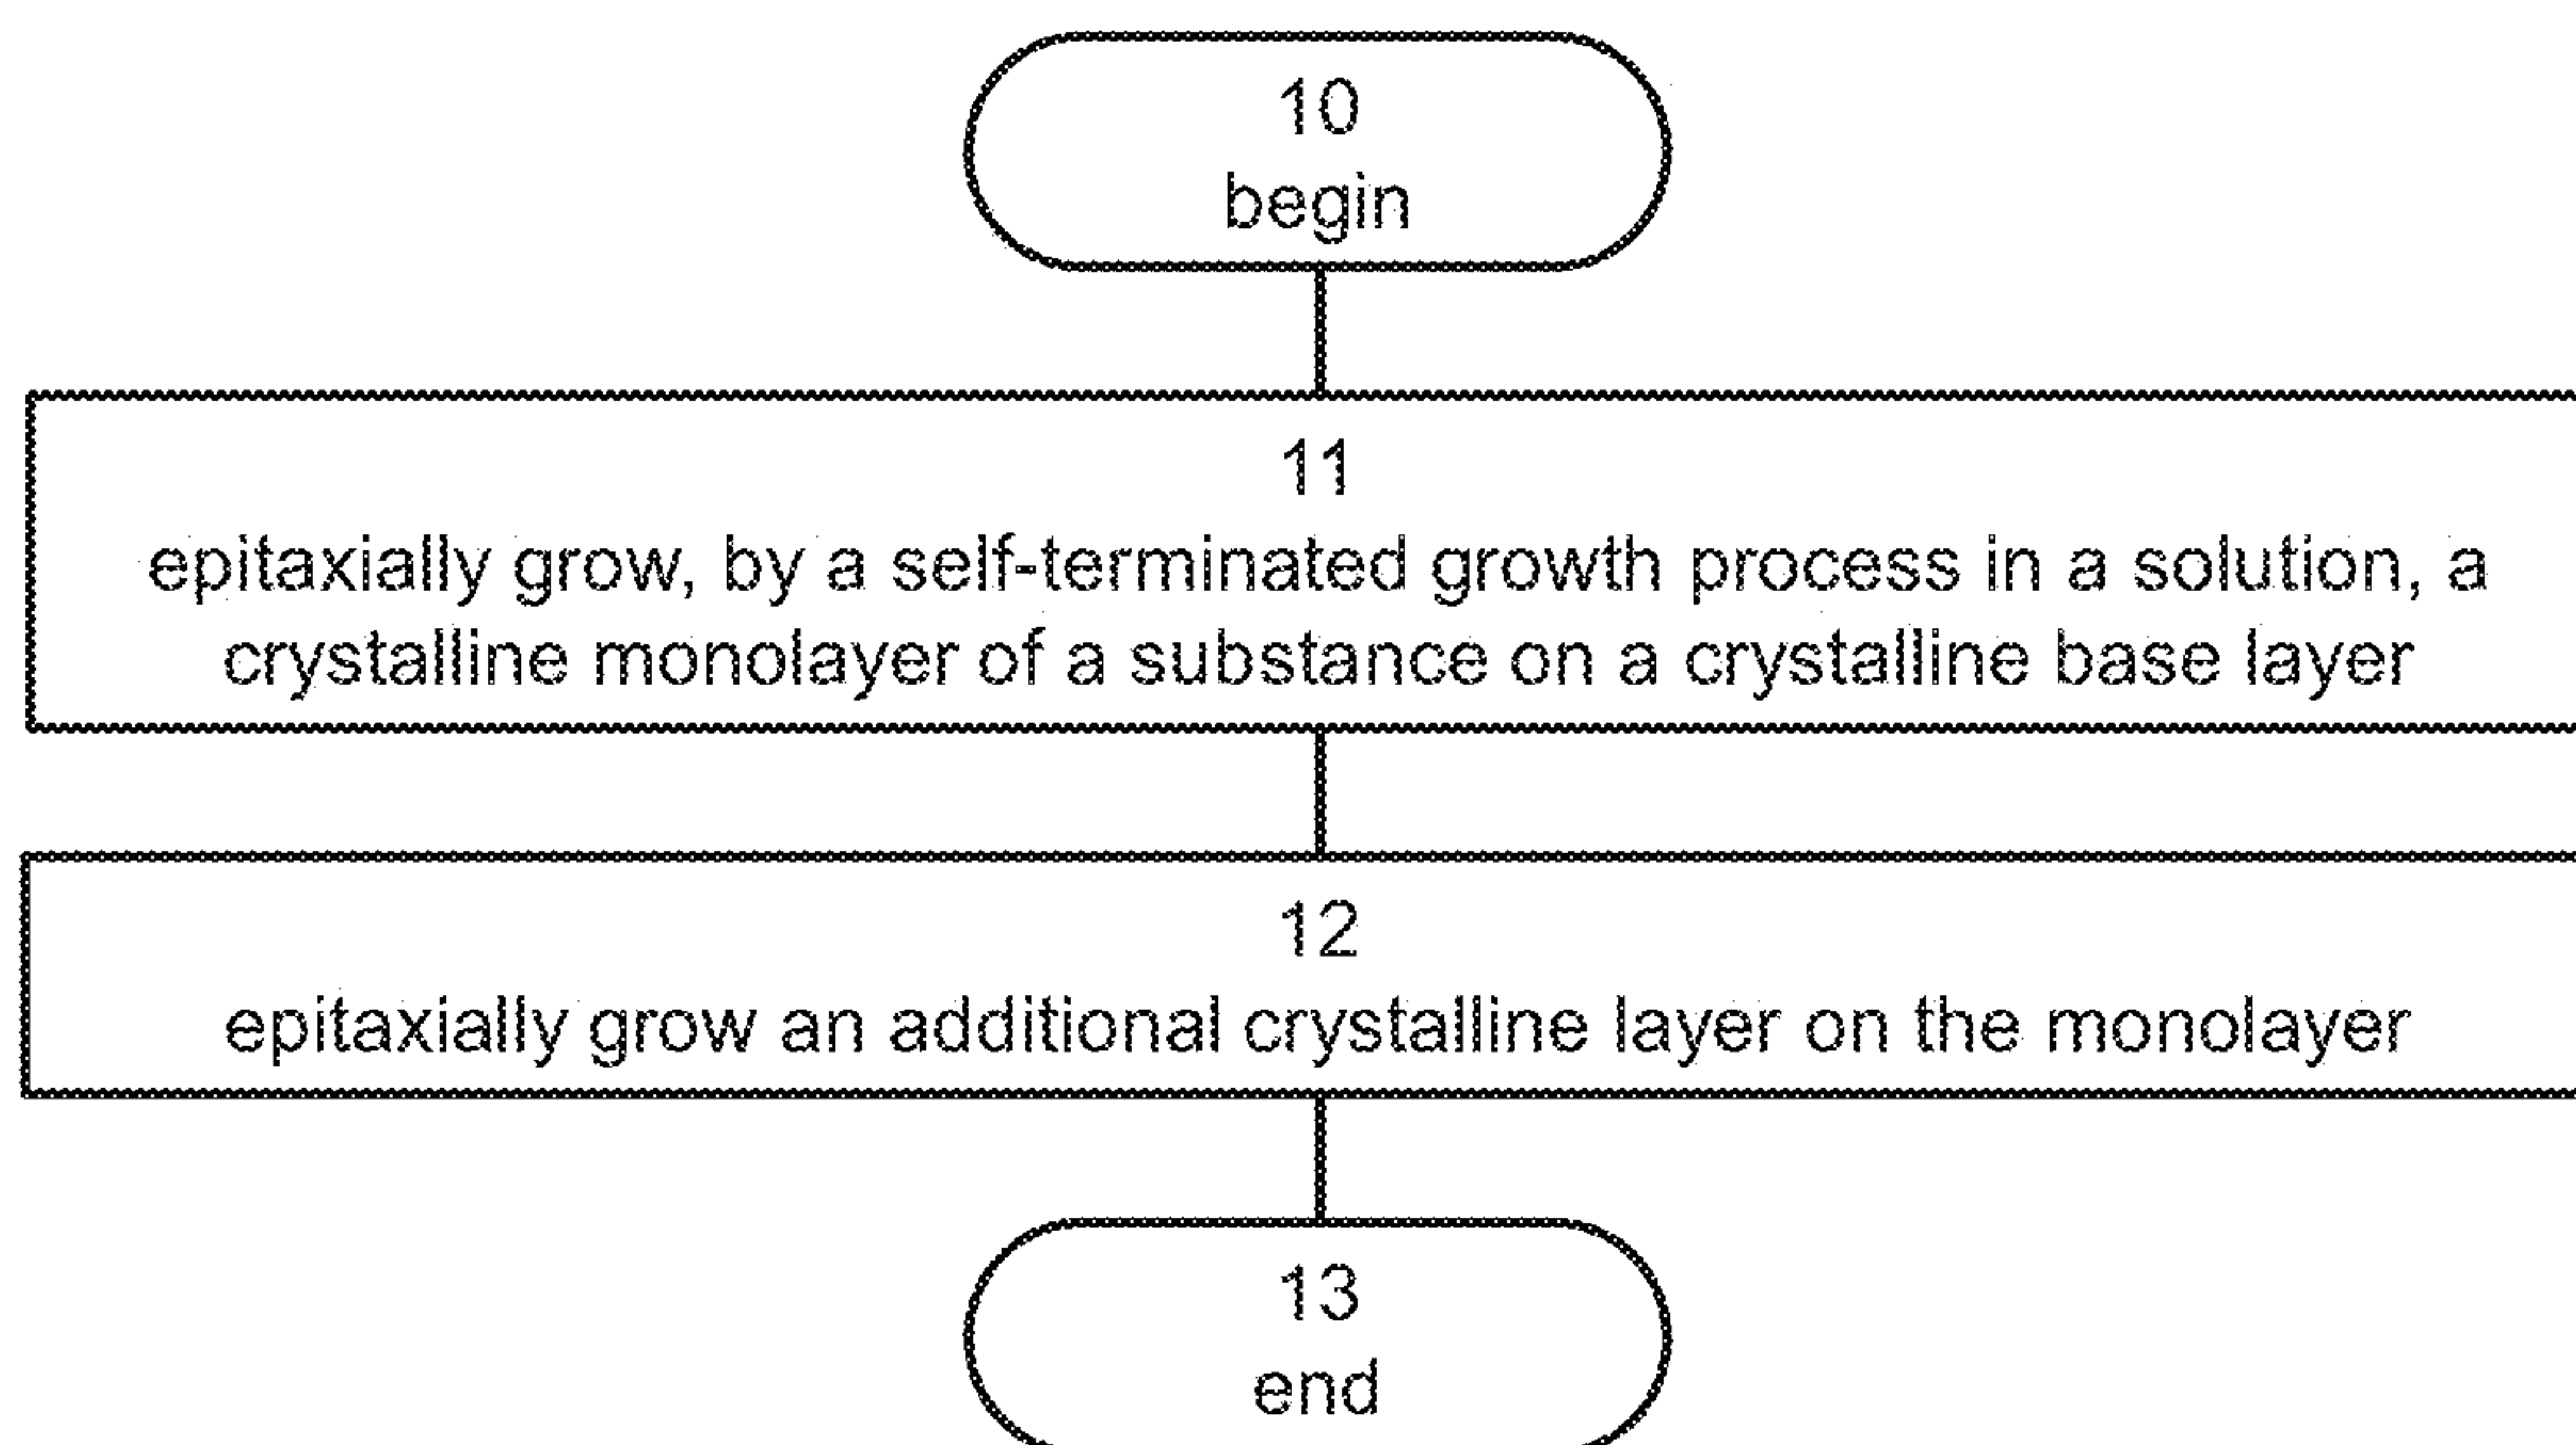 10
begin
11
epitaxially grow, by a self-terminated growth process in a solution, a
crystalline monolayer of a substance on a crystalline base layer
12
epitaxially grow an additional crystalline layer on the monolayer
13
end